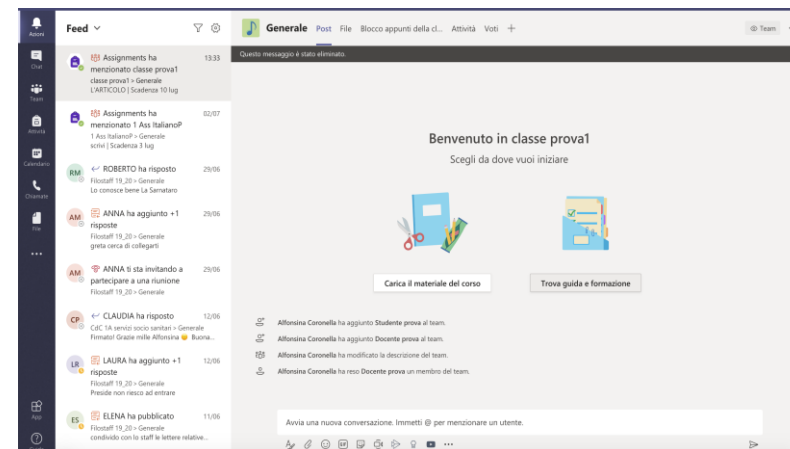 Azioni
Chat
Team
Attività
Calendario
Chiamate
File
App
Feed
Assignments ha 13:33
menzionato classe prova1
classe prova1 > Generale
L'ARTICOLO | Scadenza 10 lug
Assignments ha 02/07
menzionato 1 Ass ItalianoP
1 Ass ItalianoP > Generale
scrivi | Scadenza 3 lug
RM ROBERTO ha risposto 29/06
Filostaff 19_20 > Generale
Lo conosce bene La Sarnataro
AM ANNA ha aggiunto +1 29/06
risposte
Filostaff 19_20 > Generale
greta cerca di collegarti
AM ANNA ti sta invitando a 29/06
partecipare a una riunione
Filostaff 19_20 > Generale
CP CLAUDIA ha risposto 12/06
CdC 1A servizi socio sanitari > Generale
Firmato! Grazie mille Alfonsina Buona...
LR LAURA ha aggiunto +1 12/06
risposte
Filostaff 19_20 > Generale
Preside non riesco ad entrare
ES ELENA ha pubblicato 11/06
Filostaff 19_20 > Generale
condivido con lo staff le lettere relative...
Generale Post File Blocco appunti della cl... Attività Voti
Team
Questo messaggio è stato eliminato.
Benvenuto in classe prova1
Scegli da dove vuoi iniziare
Carica il materiale del corso
Trova guida e formazione
Alfonsina Coronella ha aggiunto Studente prova al team.
Alfonsina Coronella ha aggiunto Docente prova al team.
Alfonsina Coronella ha modificato la descrizione del team.
Alfonsina Coronella ha reso Docente prova un membro del team.
Avvia una nuova conversazione. Immetti @ per menzionare un utente.
GIF